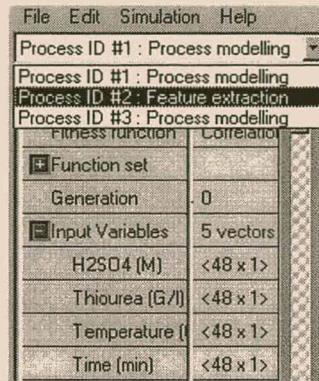 File Edit Simulation Help
Process ID #1 : Process modelling
Process ID #1 : Process modelling
Process ID #2 : Feature extraction
Process ID #3 : Process modelling
Fitness function Correlatio
Function set
Generation 0
Input Variables 5 vectors
H2SO4 (M) <48 x 1>
Thiourea (G/l) <48 x 1>
Temperature ( <48 x 1>
Time (min) <48 x 1>